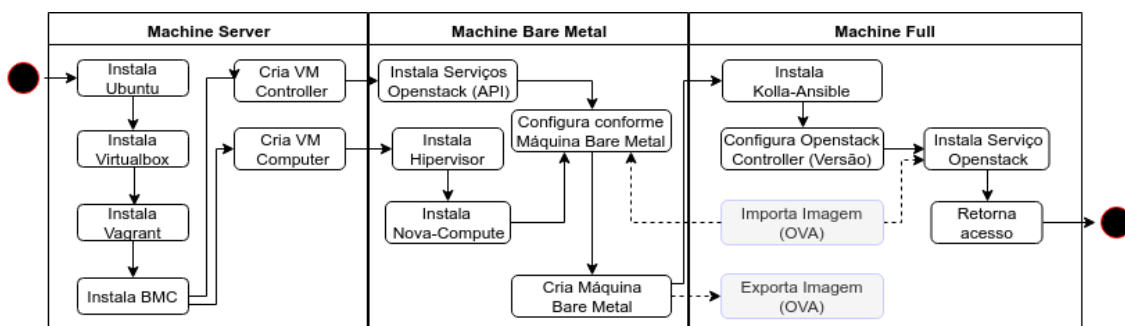 Machine Server
Machine Bare Metal
Machine Full
Instala
Ubuntu
Instala
Virtualbox
Instala
Vagrant
Instala BMC
Cria VM
Controller
Cria VM
Computer
Instala Serviços
Openstack (API)
Instala
Hipervisor
Instala
Nova-Compute
Configura conforme
Máquina Bare Metal
Cria Máquina
Bare Metal
Instala
Kolla-Ansible
Configura Openstack
Controller (Versão)
Importa Imagem
(OVA)
Exporta Imagem
(OVA)
Instala Serviço
Openstack
Retorna
acesso